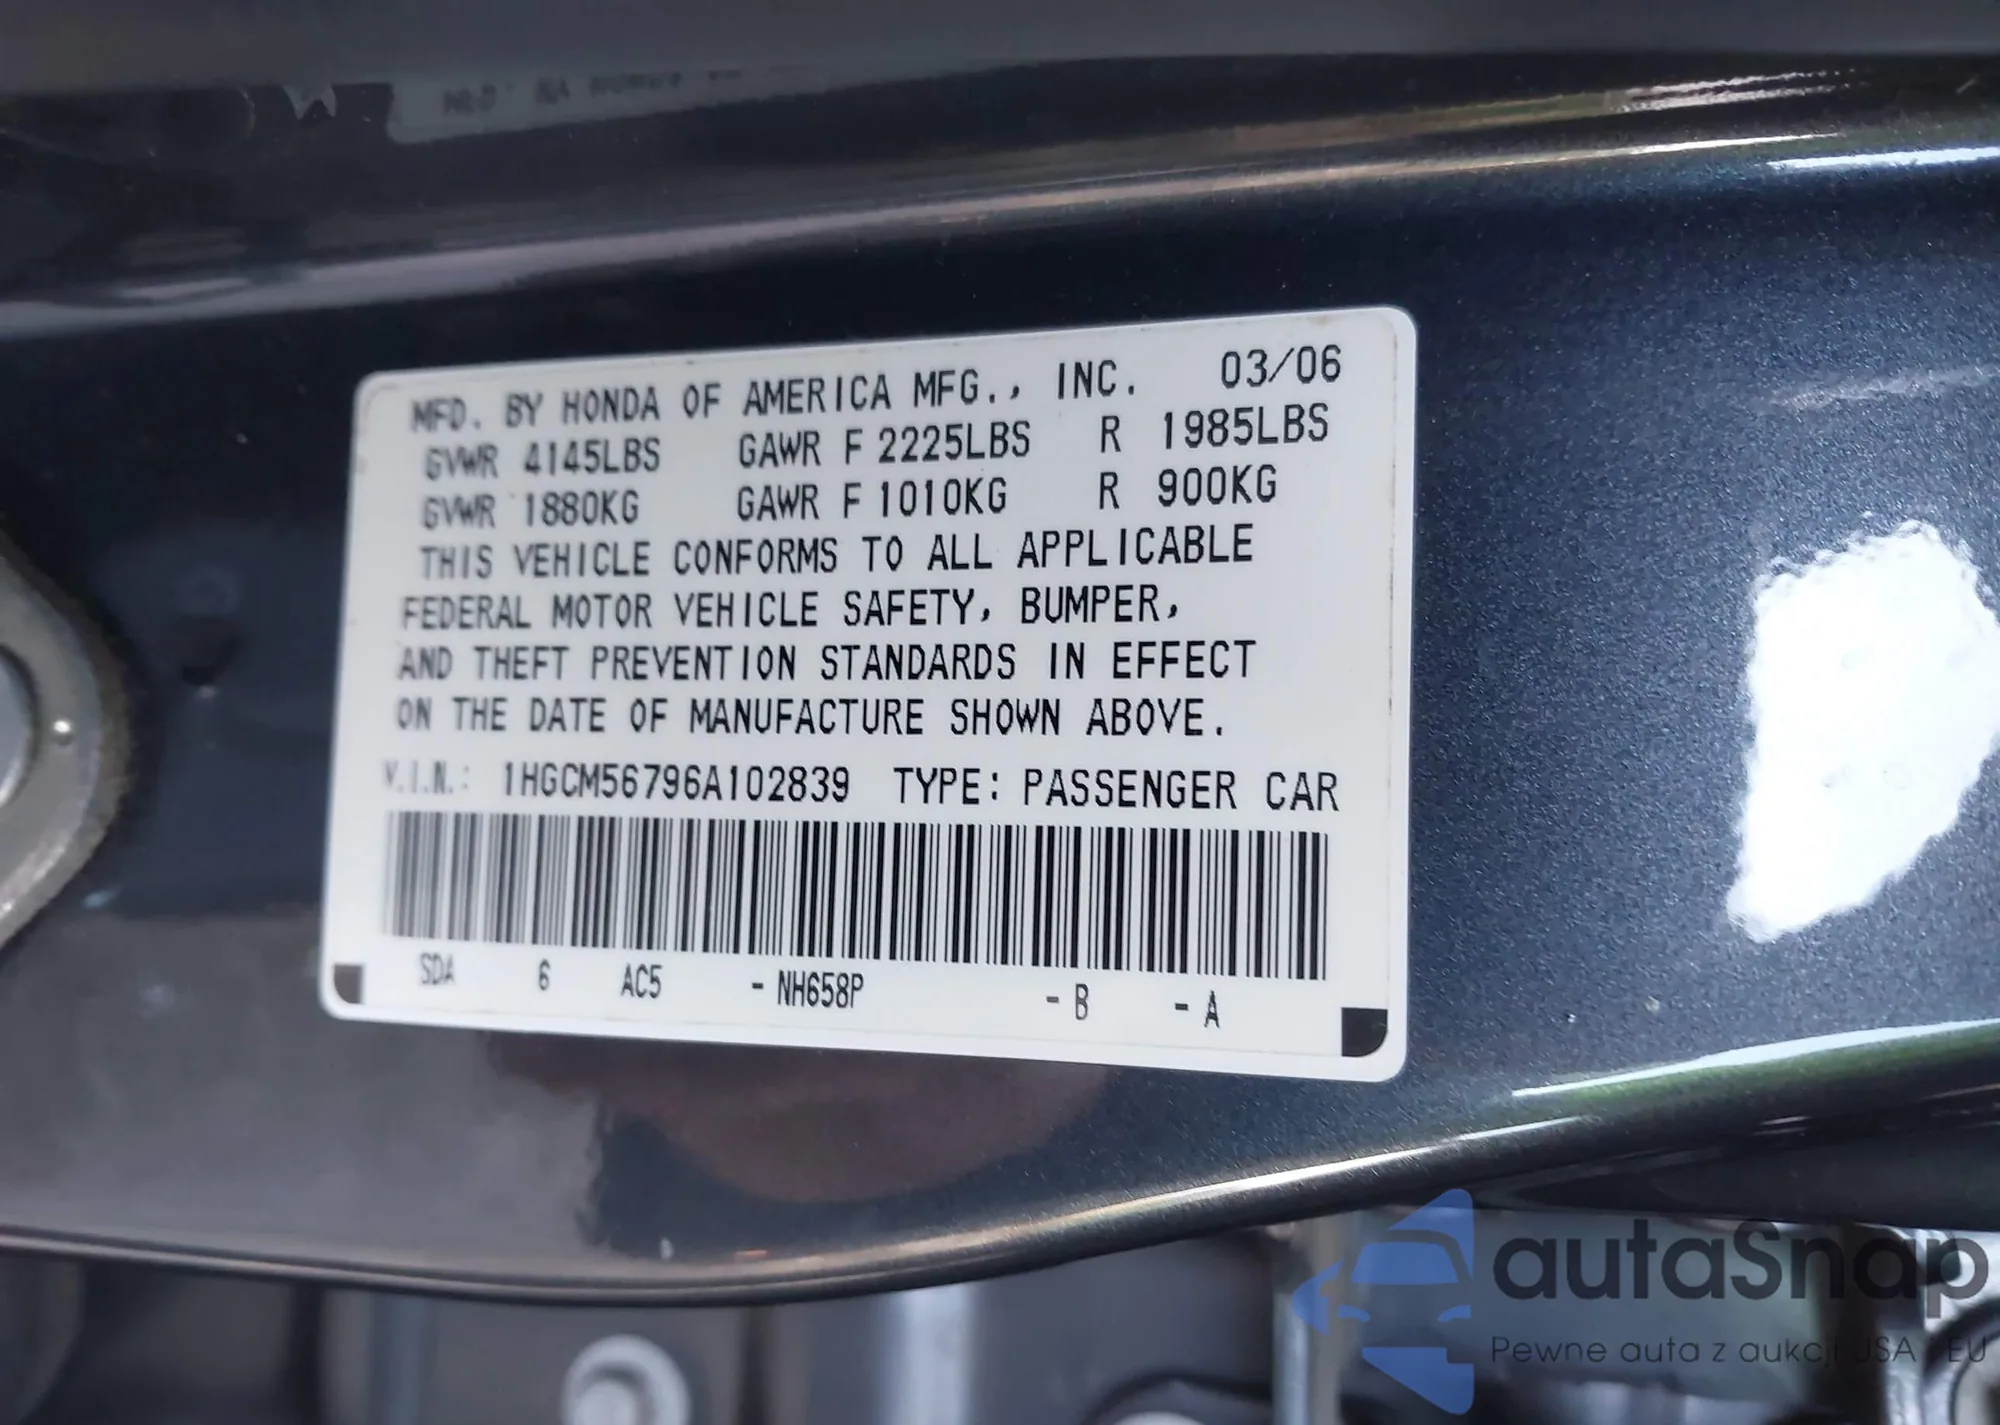 MFD. BY HONDA OF AMERICA MFG., INC. 03/06
GVWR 4145LBS GAWR F 2225LBS R 1985LBS
GVWR 1880KG GAWR F 1010KG R 900KG
THIS VEHICLE CONFORMS TO ALL APPLICABLE
FEDERAL MOTOR VEHICLE SAFETY, BUMPER,
AND THEFT PREVENTION STANDARDS IN EFFECT
ON THE DATE OF MANUFACTURE SHOWN ABOVE.
V.I.N.: 1HGCM56796A102839 TYPE: PASSENGER CAR
SDA 6 AC5 - NH658P - B - A
autaSnap
Pewne auta z aukcji USA i EU